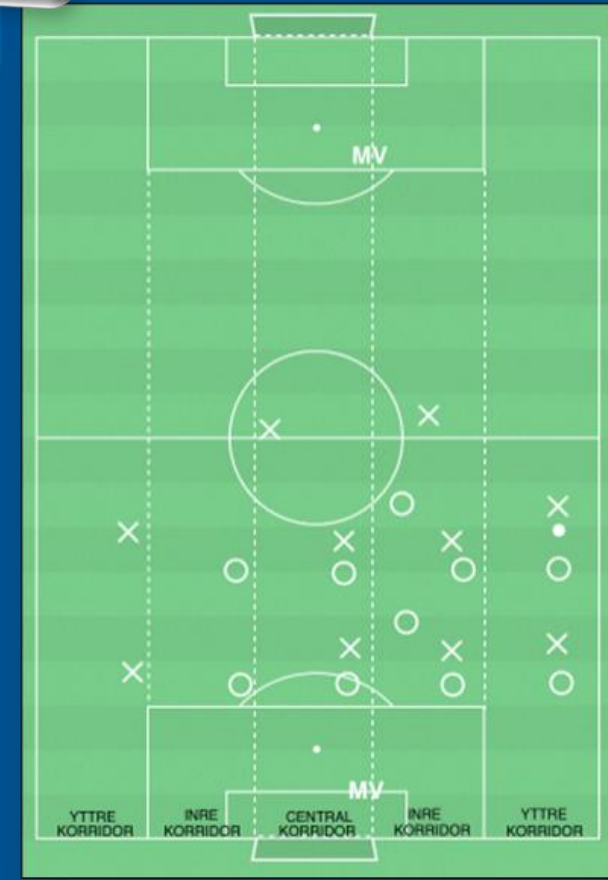 MV
MV
YTTRE
KORRIDOR
INRE
KORRIDOR
CENTRAL
KORRIDOR
INRE
KORRIDOR
YTTRE
KORRIDOR